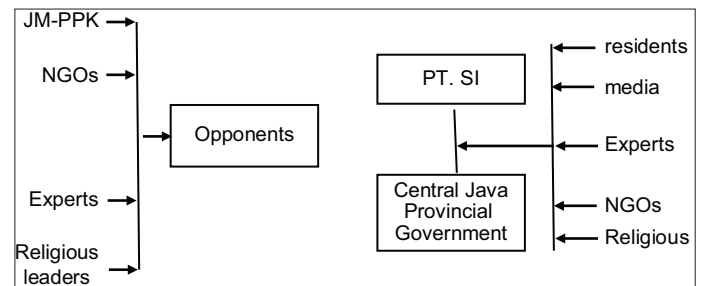 JM-PPK
NGOs
Opponents
Experts
Religious
leaders
PT. SI
Central Java
Provincial
Government
residents
media
Experts
NGOs
Religious